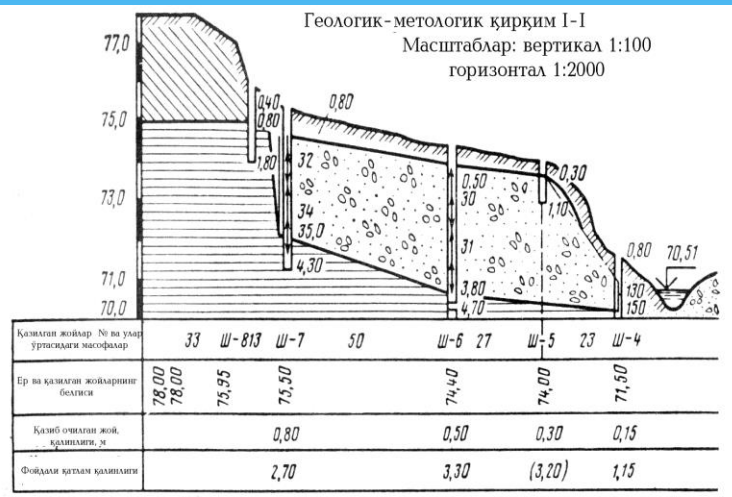 Геологик-метологик қирқим I-I
Масштаблар: вертикал 1:100
горизонтал 1:2000
77,0
75,0
73,0
71,0
70,0
0,40
0,80
1,80
0,80
32
34
35,0
4,30
0,50
30
31
3,80
4,70
0,30
1,10
0,80
70,51
130
150
Қазилган жойлар № ва улар
ўртасидаги масофалар
33 Ш-813 Ш-7 50 Ш-6 27 Ш-5 23 Ш-4
Ер ва қазилган жойларнинг
белгиси
78,00 78,00 75,95 75,50 74,40 74,00 71,50
Қазиб очилган жой,
қалинлиги, м
0,80 0,50 0,30 0,15
Фойдали қатлам қалинлиги
2,70 3,30 (3,20) 1,15